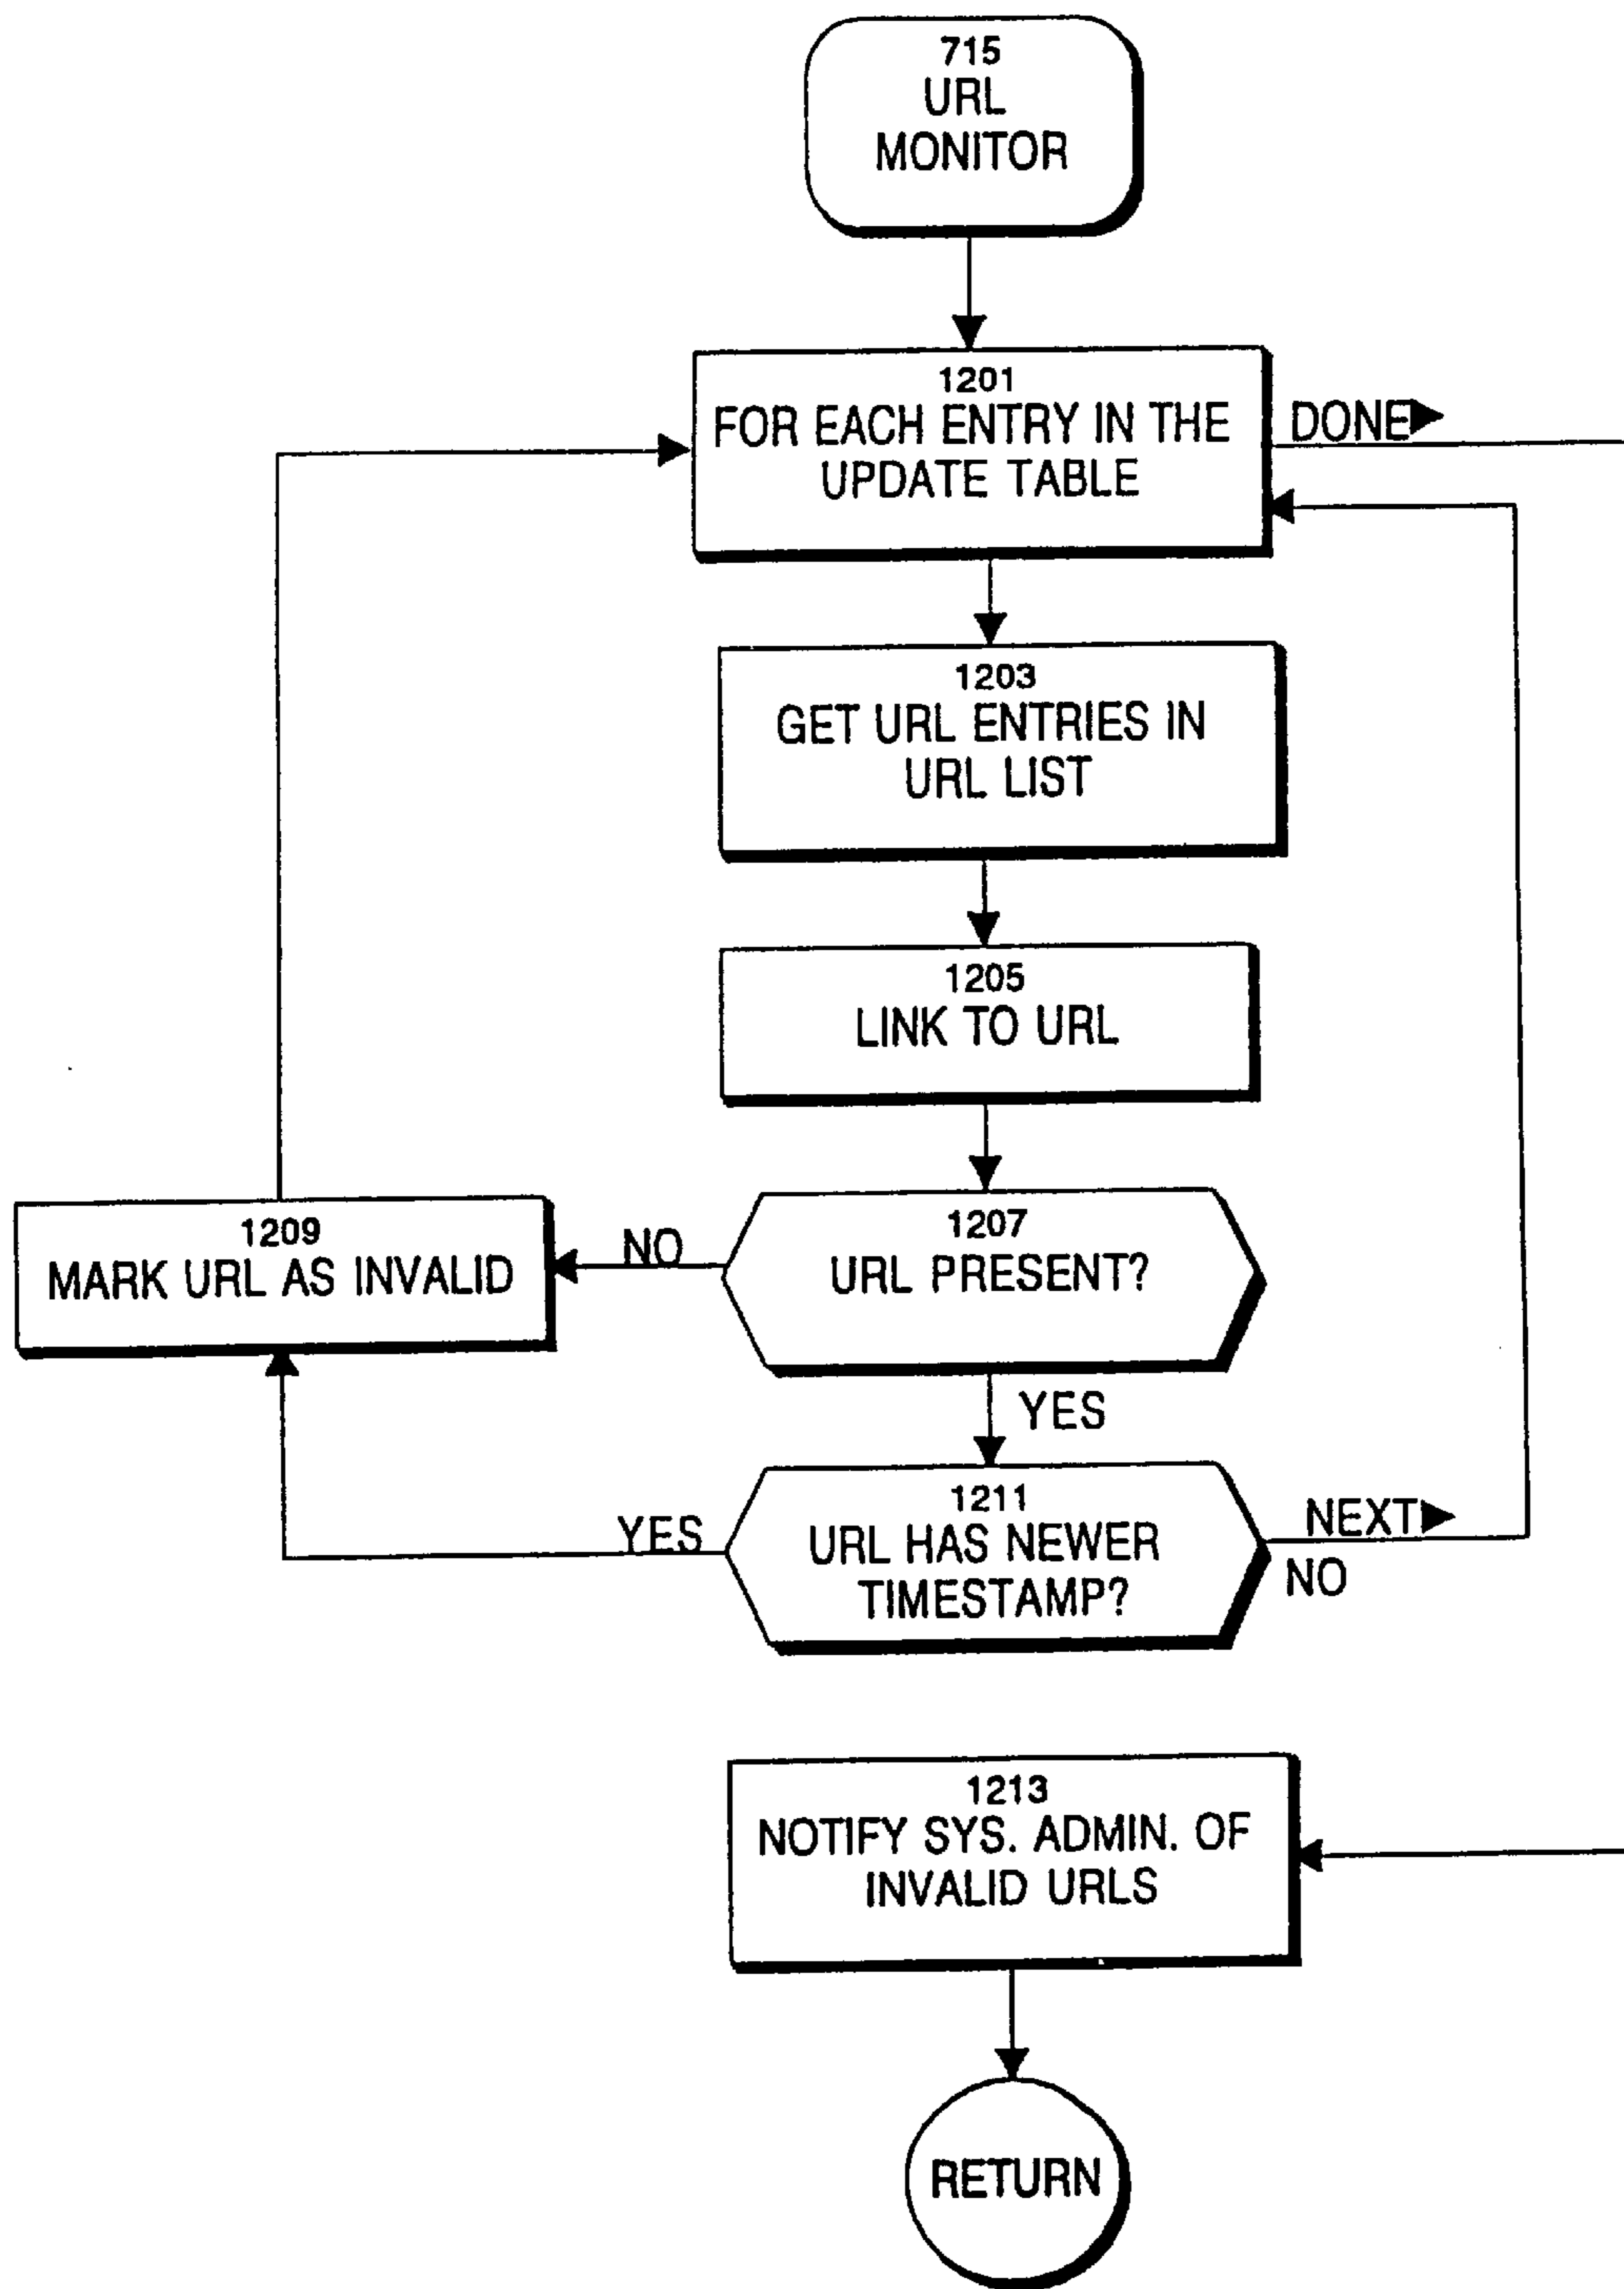 715
URL
MONITOR
1201
FOR EACH ENTRY IN THE
UPDATE TABLE
DONE
1203
GET URL ENTRIES IN
URL LIST
1205
LINK TO URL
1207
URL PRESENT?
NO
1209
MARK URL AS INVALID
YES
1211
URL HAS NEWER
TIMESTAMP?
YES
NEXT
NO
1213
NOTIFY SYS. ADMIN. OF
INVALID URLS
RETURN